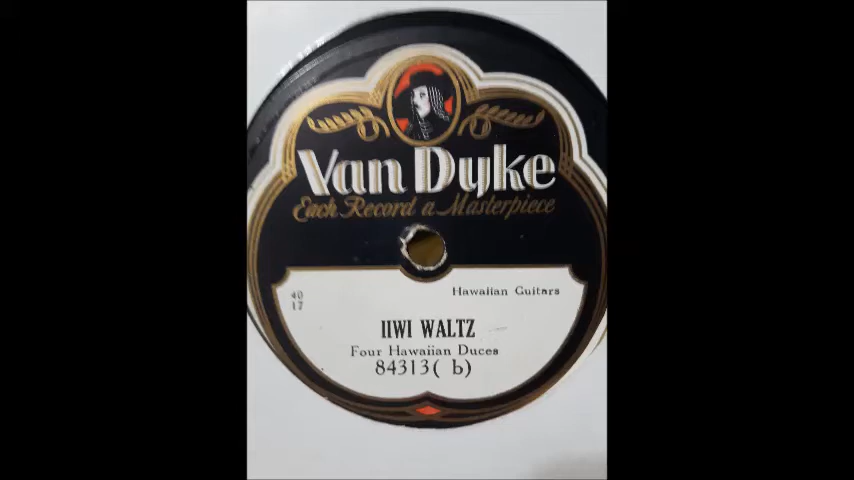 Van Dyke
Each Record a Masterpiece
40
17
Hawaiian Guitars
IIWI WALTZ
Four Hawaiian Duces
84313( b)